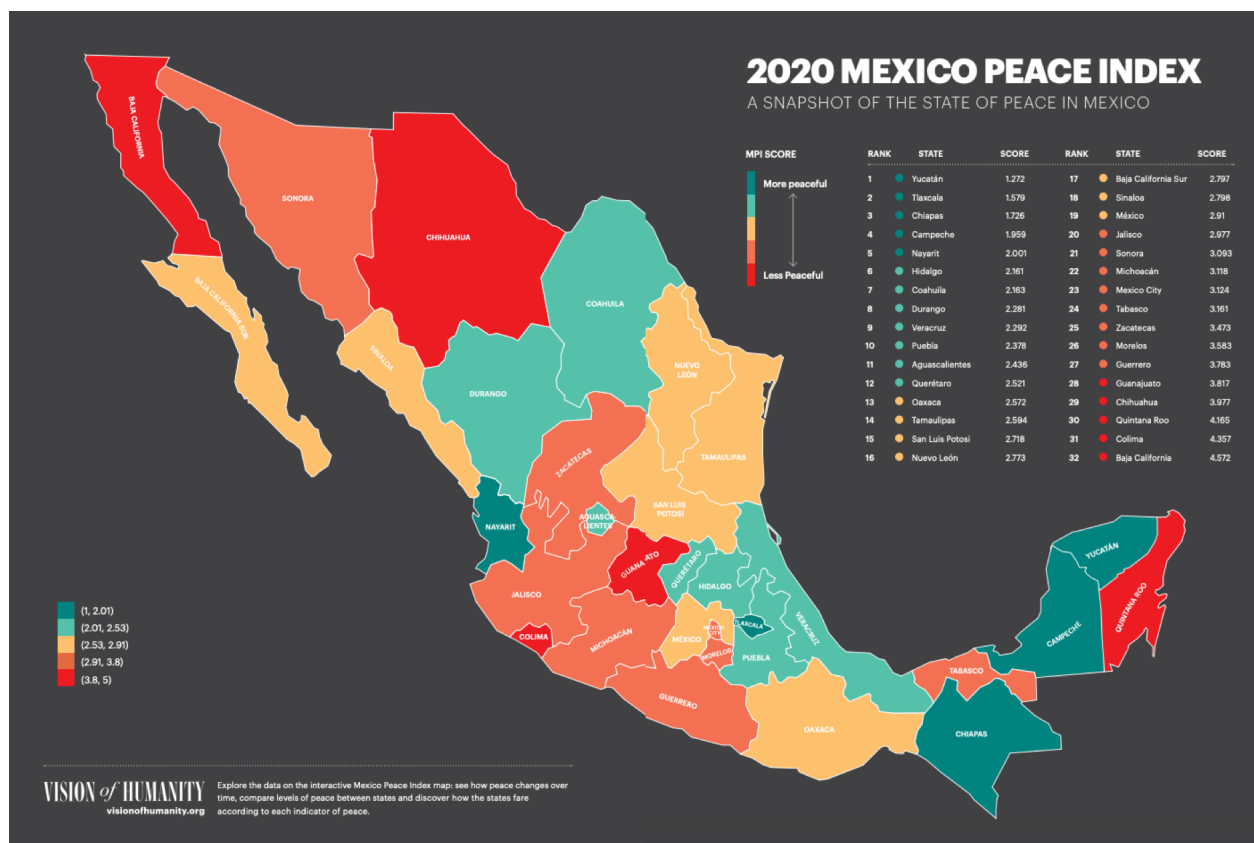 2020 MEXICO PEACE INDEX
A SNAPSHOT OF THE STATE OF PEACE IN MEXICO
MPI SCORE
More peaceful
Less Peaceful
RANK STATE SCORE RANK STATE SCORE
1 Yucatán 1.272 17 Baja California Sur 2.797
2 Tlaxcala 1.579 18 Sinaloa 2.798
3 Chiapas 1.726 19 México 2.91
4 Campeche 1.959 20 Jalisco 2.977
5 Nayarit 2.001 21 Sonora 3.093
6 Hidalgo 2.161 22 Michoacán 3.118
7 Coahuila 2.163 23 Mexico City 3.124
8 Durango 2.281 24 Tabasco 3.161
9 Veracruz 2.292 25 Zacatecas 3.473
10 Puebla 2.378 26 Morelos 3.583
11 Aguascalientes 2.436 27 Guerrero 3.783
12 Querétaro 2.521 28 Guanajuato 3.817
13 Oaxaca 2.572 29 Chihuahua 3.977
14 Tamaulipas 2.594 30 Quintana Roo 4.165
15 San Luis Potosi 2.718 31 Colima 4.357
16 Nuevo León 2.773 32 Baja California 4.572
BAJA CALIFORNIA
SONORA
CHIHUAHUA
COAHUILA
BAJA CALIFORNIA SUR
SINALOA
NUEVO
LEÓN
DURANGO
TAMAULIPAS
ZACATECAS
SAN LUIS
POTOSÍ
NAYARIT
AGUASCA-
LIENTES
GUANA-ATO
QUERÉTARO
HIDALGO
JALISCO
COLIMA
MICHOACÁN
MÉXICO
MEXICO
CITY
TLAXCALA
MORELOS
PUEBLA
VERACRUZ
GUERRERO
OAXACA
TABASCO
CHIAPAS
CAMPECHE
YUCATÁN
QUINTANA ROO
(1, 2.01)
(2.01, 2.53)
(2.53, 2.91)
(2.91, 3.8)
(3.8, 5)
VISION of HUMANITY
visionofhumanity.org
Explore the data on the interactive Mexico Peace Index map: see how peace changes over
time, compare levels of peace between states and discover how the states fare
according to each indicator of peace.